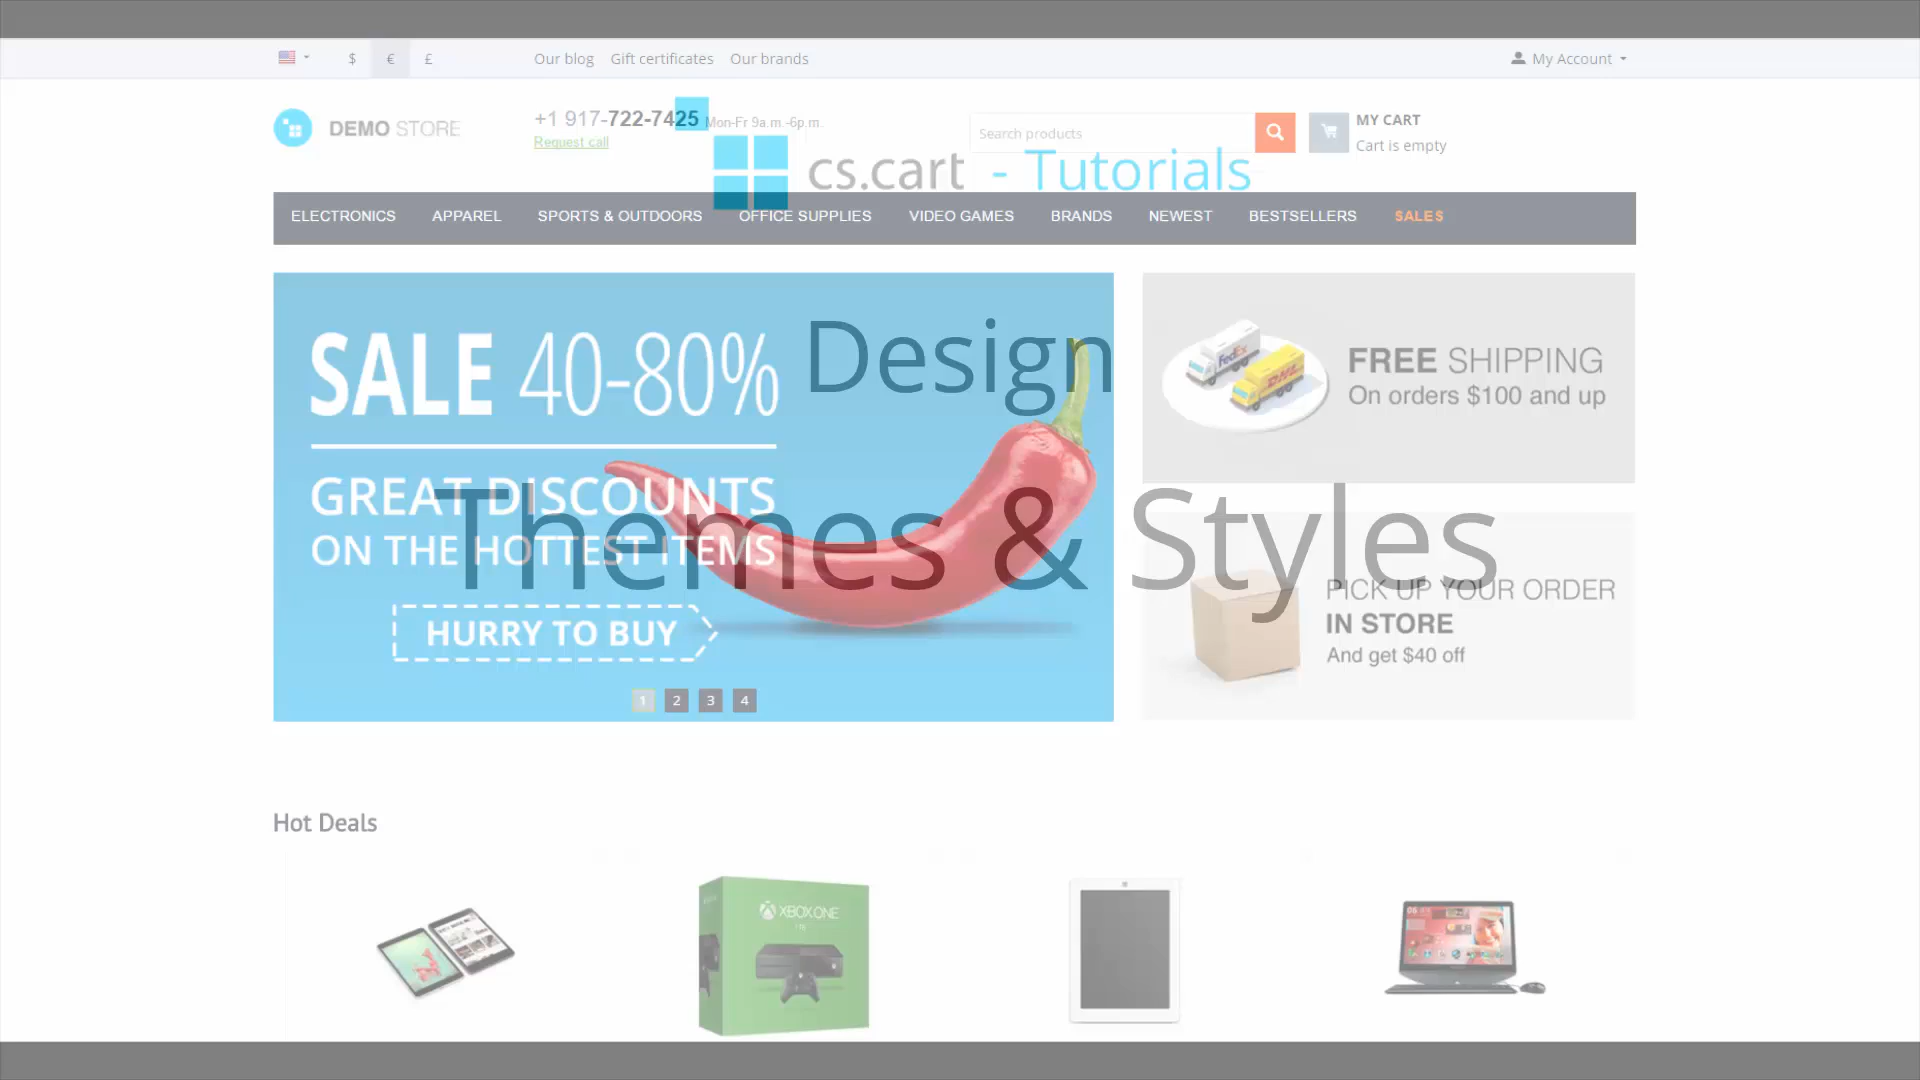 $ € £ Our blog Gift certificates Our brands My Account
DEMO STORE
+1 917-722-7425 Mon-Fr 9a.m.-6p.m.
Request call
Search products
MY CART
Cart is empty
cs.cart - Tutorials
ELECTRONICS APPAREL SPORTS & OUTDOORS OFFICE SUPPLIES VIDEO GAMES BRANDS NEWEST BESTSELLERS SALES
Design
Themes & Styles
SALE 40-80%
GREAT DISCOUNTS
ON THE HOTTEST ITEMS
HURRY TO BUY
1 2 3 4
FedEx
DHL
FREE SHIPPING
On orders $100 and up
PICK UP YOUR ORDER
IN STORE
And get $40 off
Hot Deals
XBOX ONE